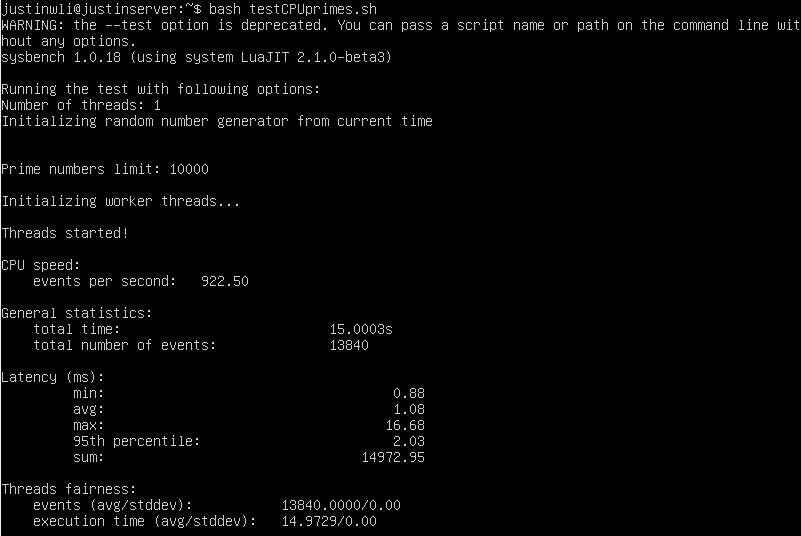 justinwli@justinserver:~$ bash testCPUprimes.sh
WARNING: the --test option is deprecated. You can pass a script name or path on the command line wit
hout any options.
sysbench 1.0.18 (using system LuaJIT 2.1.0-beta3)
Running the test with following options:
Number of threads: 1
Initializing random number generator from current time
Prime numbers limit: 10000
Initializing worker threads...
Threads started!
CPU speed:
events per second: 922.50
General statistics:
total time: 15.0003s
total number of events: 13840
Latency (ms):
min: 0.88
avg: 1.08
max: 16.68
95th percentile: 2.03
sum: 14972.95
Threads fairness:
events (avg/stddev): 13840.0000/0.00
execution time (avg/stddev): 14.9729/0.00